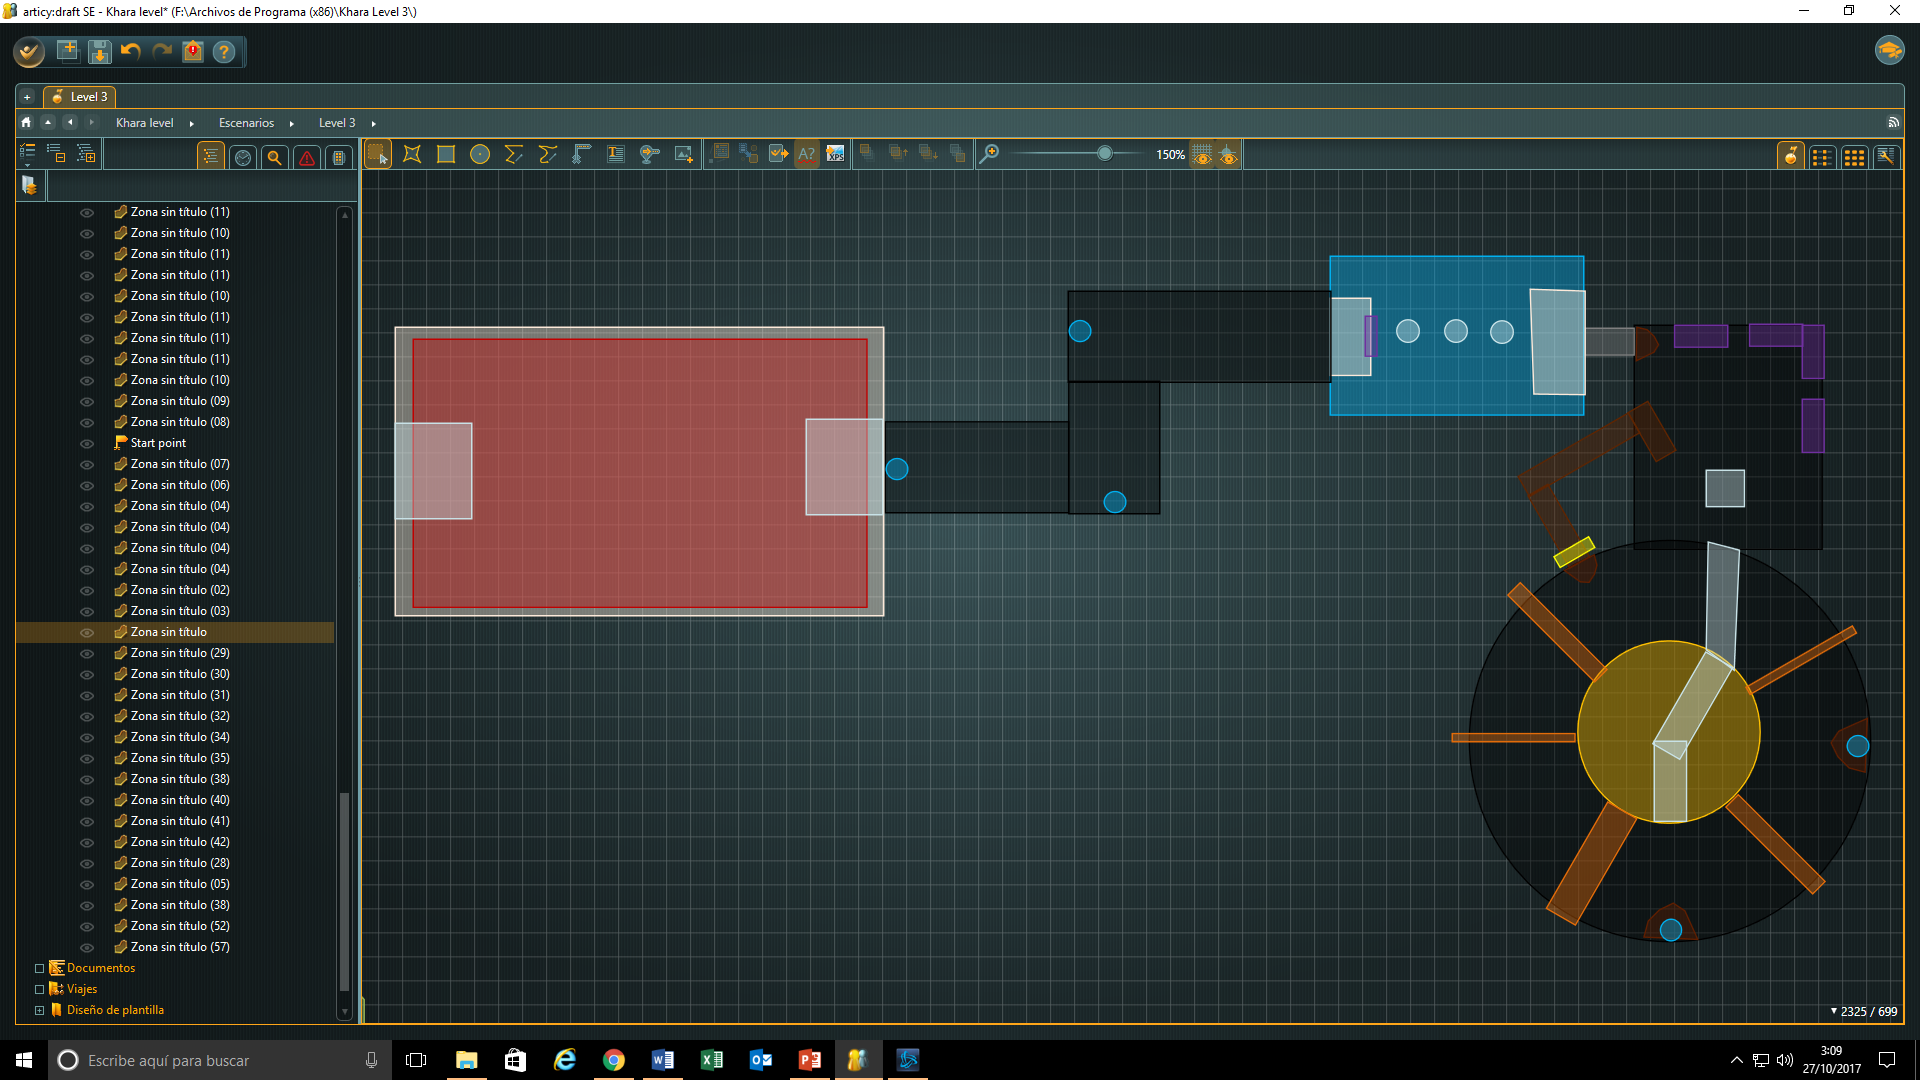 articy:draft SE - Khara level* (F:\Archivos de Programa (x86)\Khara Level 3\)
Level 3
Khara level
Escenarios
Level 3
A?
XPS
150%
Zona sin título (11)
Zona sin título (10)
Zona sin título (11)
Zona sin título (11)
Zona sin título (10)
Zona sin título (11)
Zona sin título (11)
Zona sin título (11)
Zona sin título (10)
Zona sin título (09)
Zona sin título (08)
Start point
Zona sin título (07)
Zona sin título (06)
Zona sin título (04)
Zona sin título (04)
Zona sin título (04)
Zona sin título (04)
Zona sin título (02)
Zona sin título (03)
Zona sin título
Zona sin título (29)
Zona sin título (30)
Zona sin título (31)
Zona sin título (32)
Zona sin título (34)
Zona sin título (35)
Zona sin título (38)
Zona sin título (40)
Zona sin título (41)
Zona sin título (42)
Zona sin título (28)
Zona sin título (05)
Zona sin título (38)
Zona sin título (52)
Zona sin título (57)
Documentos
Viajes
Diseño de plantilla
2325 / 699
Escribe aquí para buscar
3:09
27/10/2017